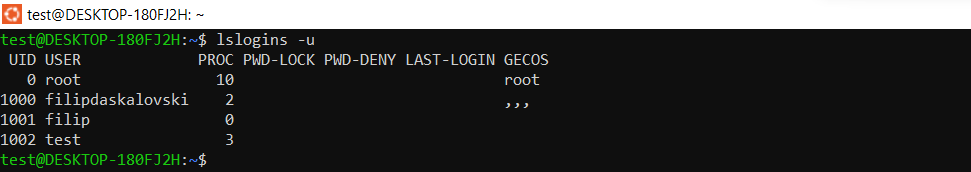 test@DESKTOP-180FJ2H: ~
test@DESKTOP-180FJ2H:~$ lslogins -u
 UID USER             PROC PWD-LOCK PWD-DENY LAST-LOGIN GECOS
   0 root               10                              root
1000 filipdaskalovski    2                              ,,,
1001 filip               0
1002 test                3
test@DESKTOP-180FJ2H:~$